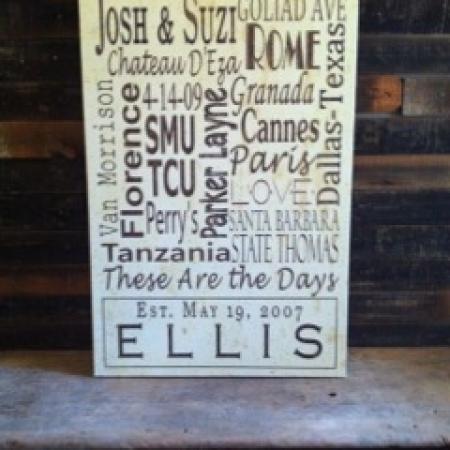 Josh & Suzi
GOLIAD AVE
Chateau D'Eza
ROME
Van Morrison
Florence
4-14-09
SMU
TCU
Parker Layne
Granada
Cannes
Paris
Dallas-Texas
LOVE
Perry's
SANTA BARBARA
Tanzania
STATE THOMAS
These Are the Days
EST. MAY 19, 2007
ELLIS